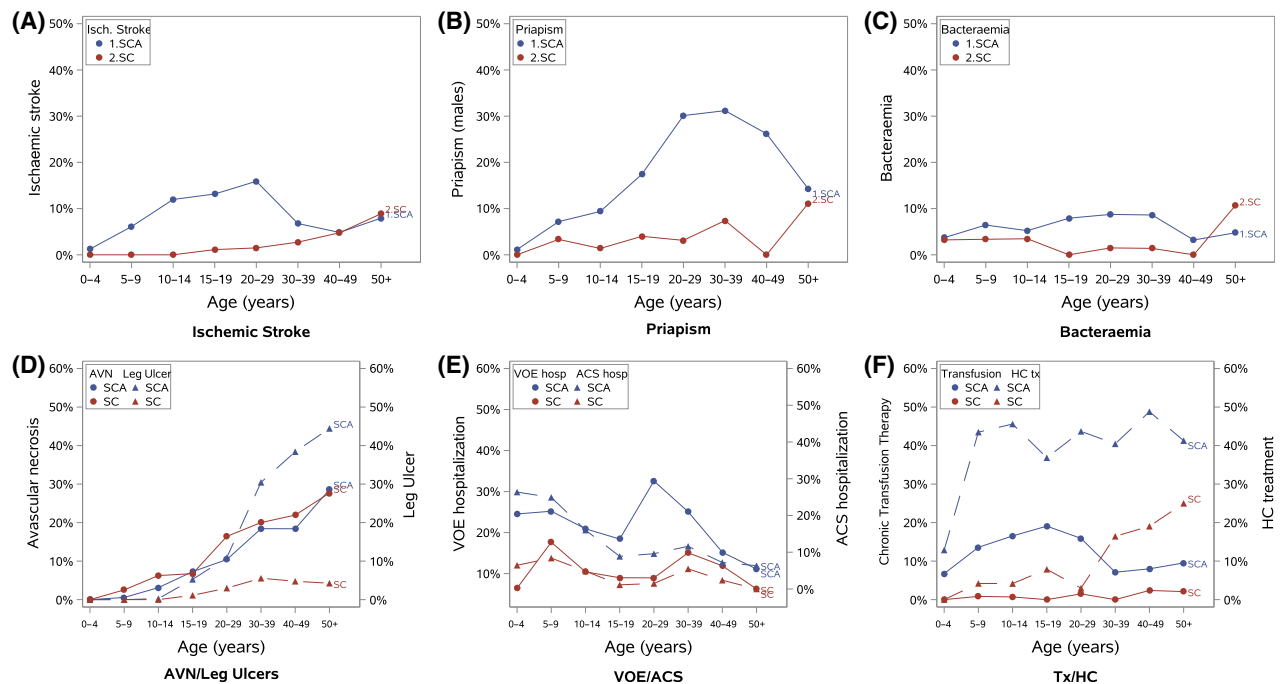 (A)
50%
40%
30%
20%
10%
0%
Ischaemic stroke
Isch. Stroke
1.SCA
2.SC
2.SC
1.SCA
0–4 5–9 10–14 15–19 20–29 30–39 40–49 50+
Age (years)
Ischemic Stroke
(B)
50%
40%
30%
20%
10%
0%
Priapism (males)
Priapism
1.SCA
2.SC
1.SCA
2.SC
0–4 5–9 10–14 15–19 20–29 30–39 40–49 50+
Age (years)
Priapism
(C)
50%
40%
30%
20%
10%
0%
Bacteraemia
Bacteraemia
1.SCA
2.SC
2.SC
1.SCA
0–4 5–9 10–14 15–19 20–29 30–39 40–49 50+
Age (years)
Bacteraemia
(D)
60%
50%
40%
30%
20%
10%
0%
Avascular necrosis
AVN Leg Ulcer
SCA SCA
SC SC
SCA
SCA
SC
SC
60%
50%
40%
30%
20%
10%
0%
Leg Ulcer
0–4 5–9 10–14 15–19 20–29 30–39 40–49 50+
Age (years)
AVN/Leg Ulcers
(E)
60%
50%
40%
30%
20%
10%
VOE hospitalization
VOE hosp ACS hosp
SCA SCA
SC SC
SCA
SCA
SC
SC
60%
50%
40%
30%
20%
10%
0%
ACS hospitalization
0–4 5–9 10–14 15–19 20–29 30–39 40–49 50+
Age (years)
VOE/ACS
(F)
60%
50%
40%
30%
20%
10%
0%
Chronic Transfusion Therapy
Transfusion HC tx
SCA SCA
SC SC
SCA
SC
SCA
SC
60%
50%
40%
30%
20%
10%
0%
HC treatment
0–4 5–9 10–14 15–19 20–29 30–39 40–49 50+
Age (years)
Tx/HC